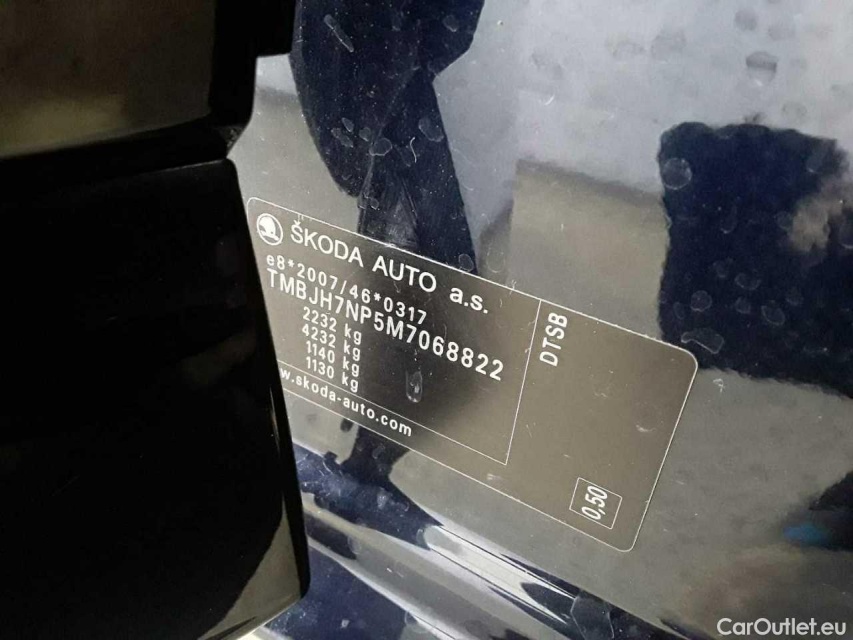 ŠKODA AUTO a.s.
e8*2007/46*0317
TMBJH7NP5M7068822
2232 kg
4232 kg
1140 kg
1130 kg
w.skoda-auto.com
DTSB
0,50
CarOutlet.eu